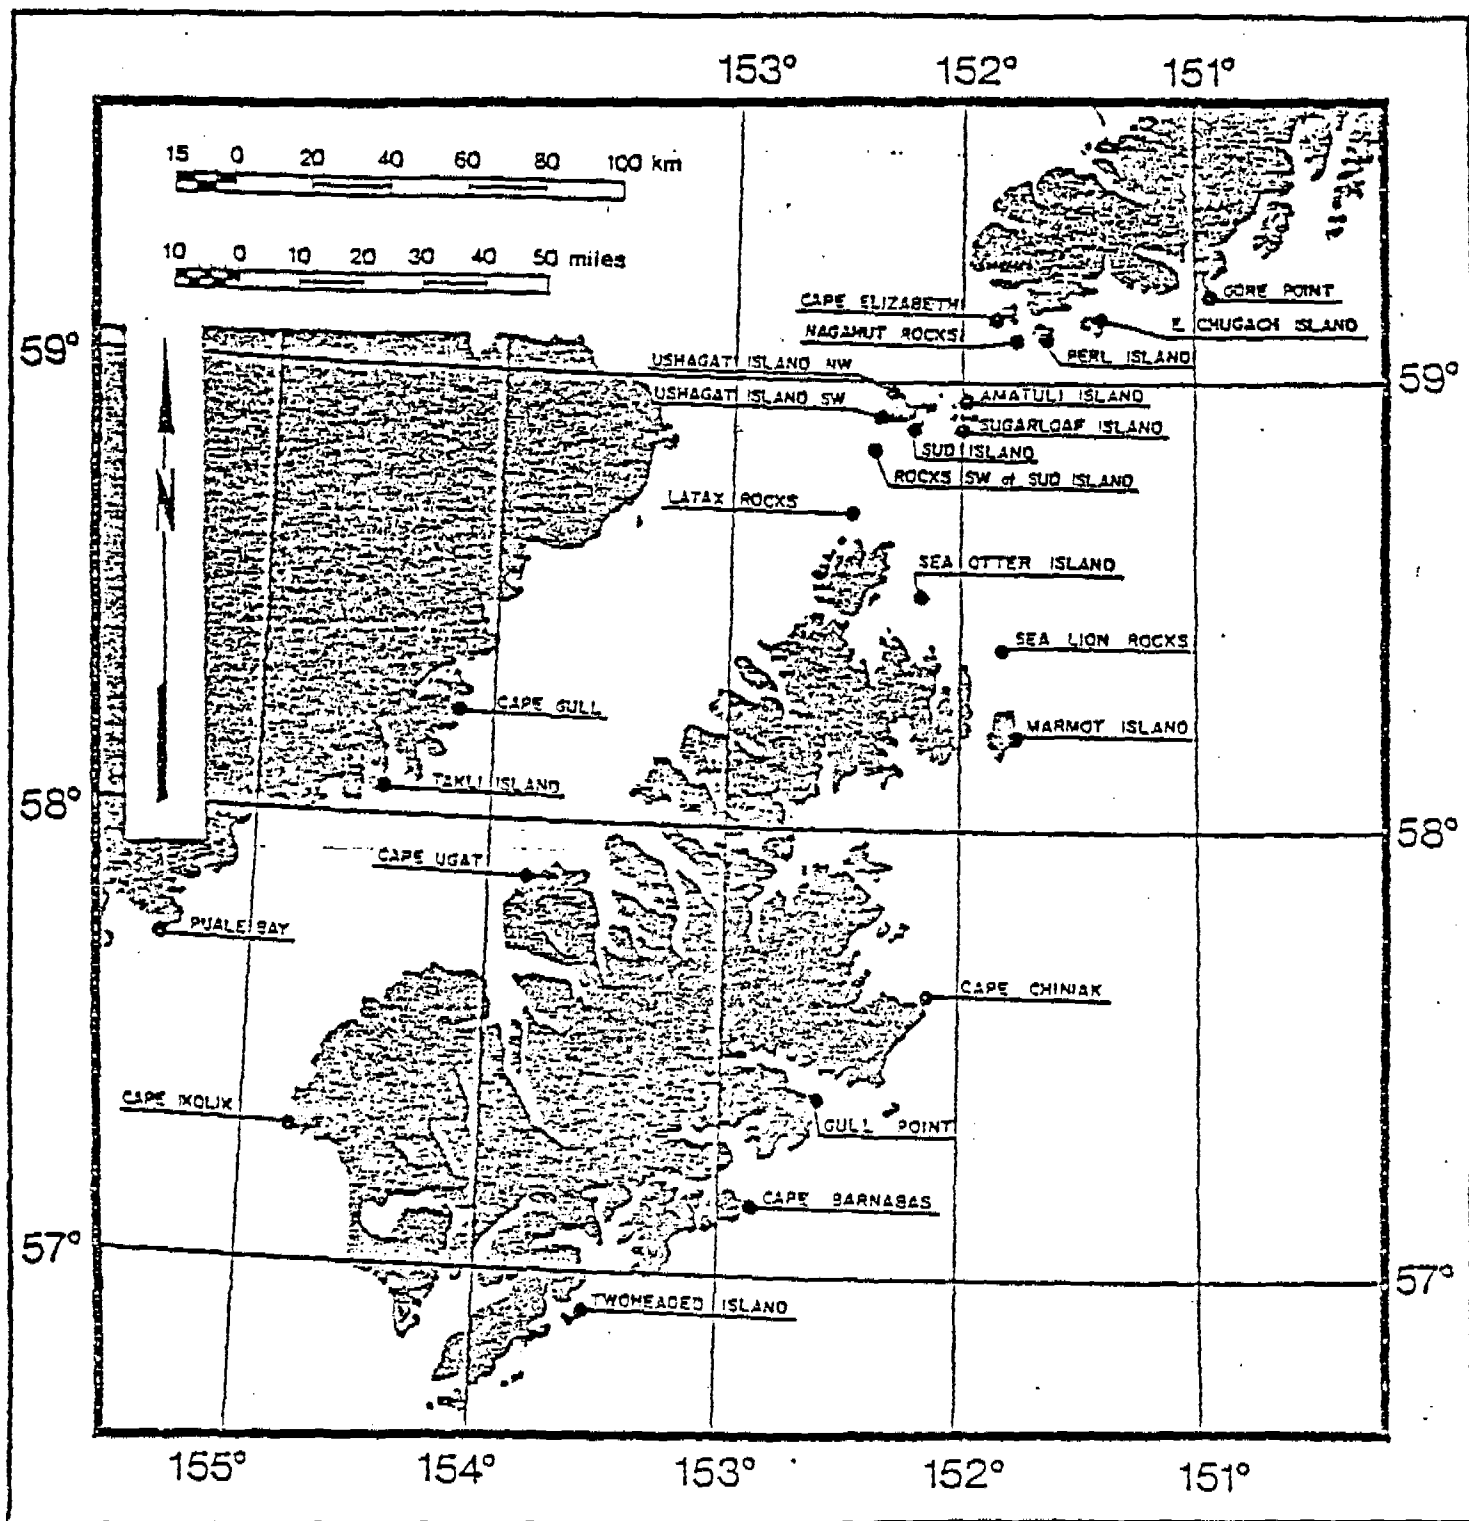 153° 152° 151°
15 0 20 40 60 80 100 km
10 0 10 20 30 40 50 miles
N
GORE POINT
CAPE ELIZABETH
E. CHUGACH ISLAND
NAGAHUT ROCKS
PERL ISLAND
59°
USHAGATI ISLAND NW
59°
USHAGATI ISLAND SW
AMATULI ISLAND
SUGARLOAF ISLAND
SUD ISLAND
ROCKS SW of SUD ISLAND
LATAX ROCKS
SEA OTTER ISLAND
SEA LION ROCKS
CAPE GULL
MARMOT ISLAND
TAKLI ISLAND
58°
58°
CAPE UGAT
PUALE BAY
CAPE CHINIAK
CAPE IKOLIK
GULL POINT
CAPE BARNABAS
57°
57°
TWOHEADED ISLAND
155° 154° 153° 152° 151°